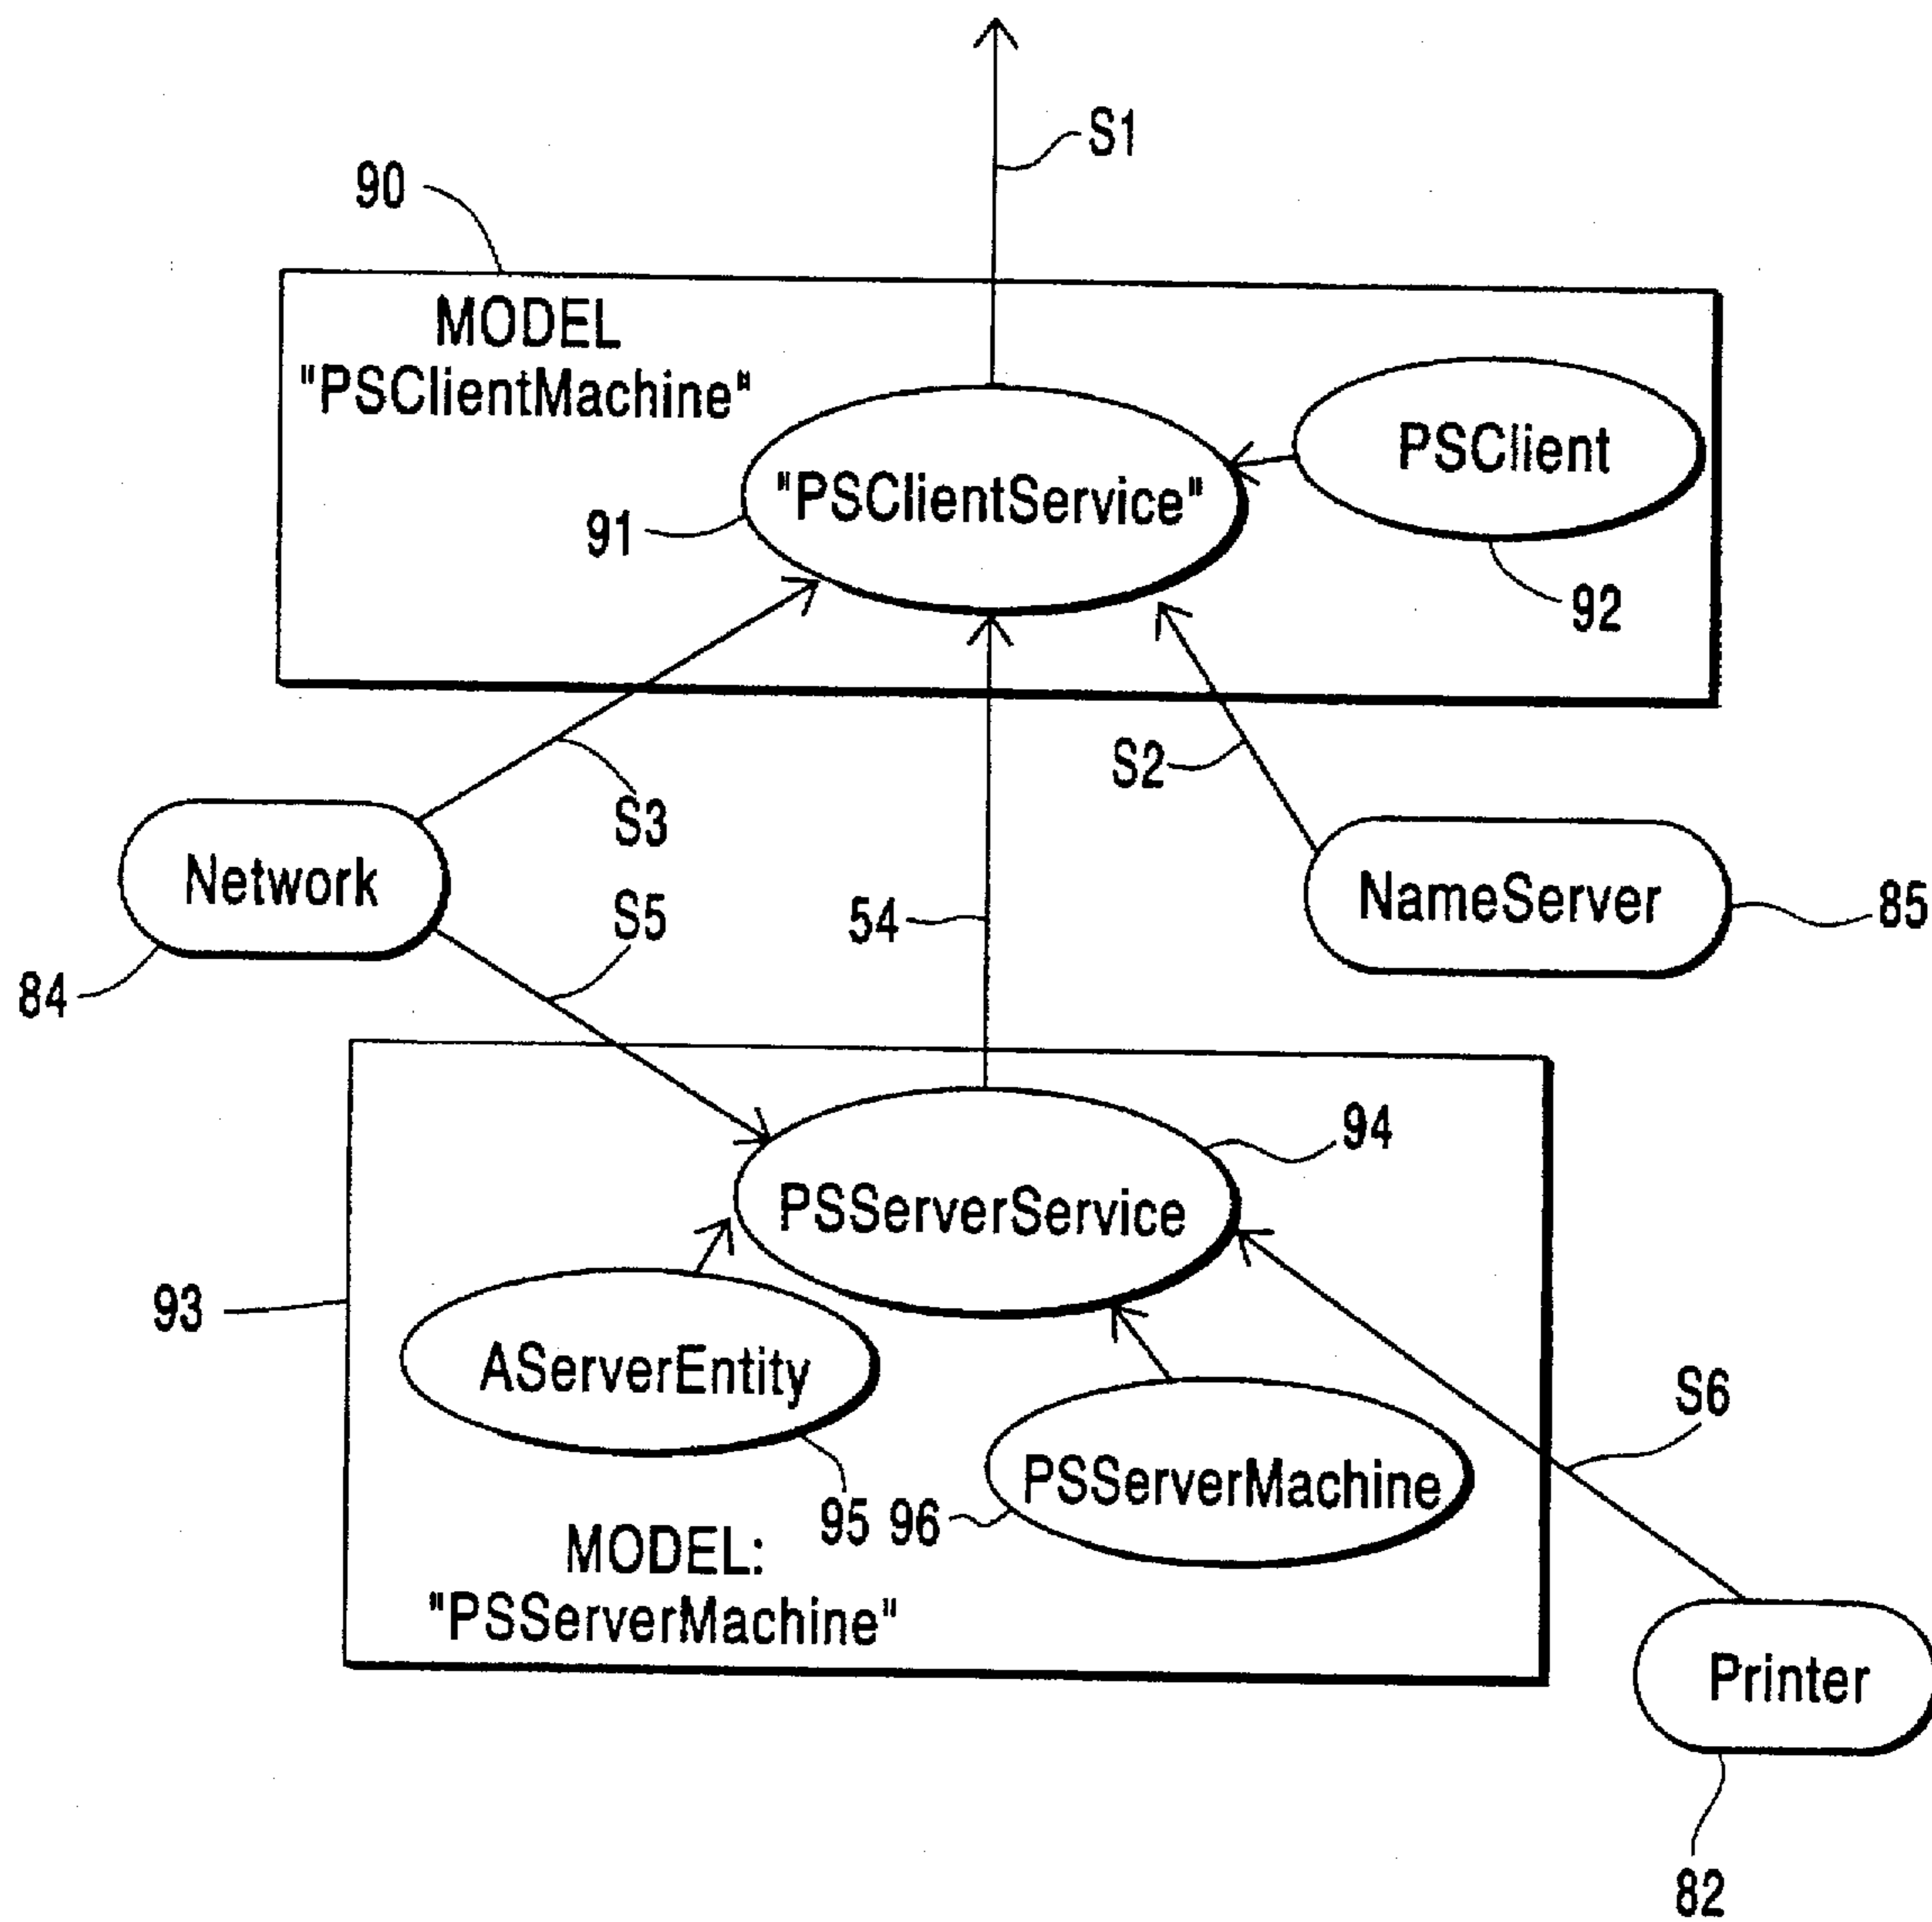 S1
90
MODEL
"PSClientMachine"
PSClient
"PSClientService"
91
92
S2
S3
Network
S5
54
NameServer
85
84
94
PSServerService
93
AServerEntity
S6
PSServerMachine
95 96
MODEL:
"PSServerMachine"
Printer
82